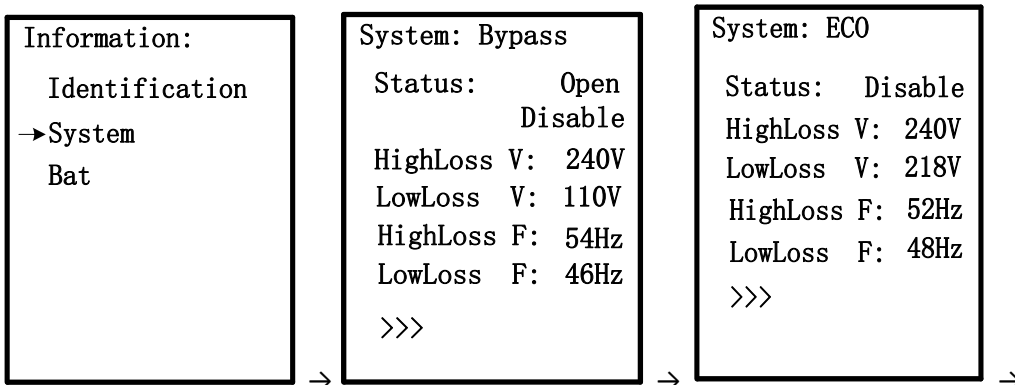 Information:
Identification
→System
Bat
→
System: Bypass
Status: Open
Disable
HighLoss V: 240V
LowLoss V: 110V
HighLoss F: 54Hz
LowLoss F: 46Hz
>>>
→
System: ECO
Status: Disable
HighLoss V: 240V
LowLoss V: 218V
HighLoss F: 52Hz
LowLoss F: 48Hz
>>>
→